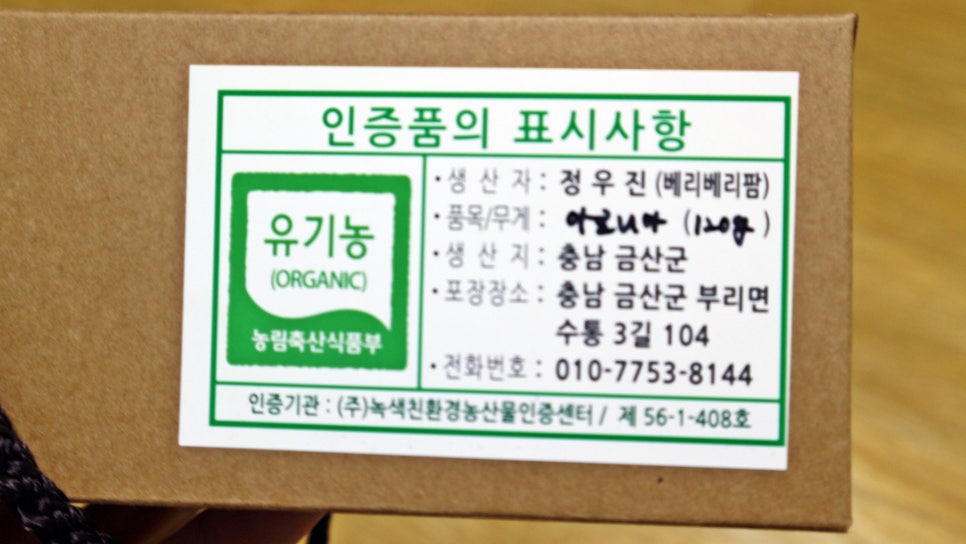 인증품의 표시사항
유기농
(ORGANIC)
농림축산식품부
· 생 산 자 : 정 우 진 (베리베리팜)
· 품목/무게 : 아로니아 (120g)
· 생 산 지 : 충남 금산군
· 포장장소 : 충남 금산군 부리면
수통 3길 104
· 전화번호 : 010-7753-8144
인증기관 : (주)녹색친환경농산물인증센터 / 제 56-1-408호